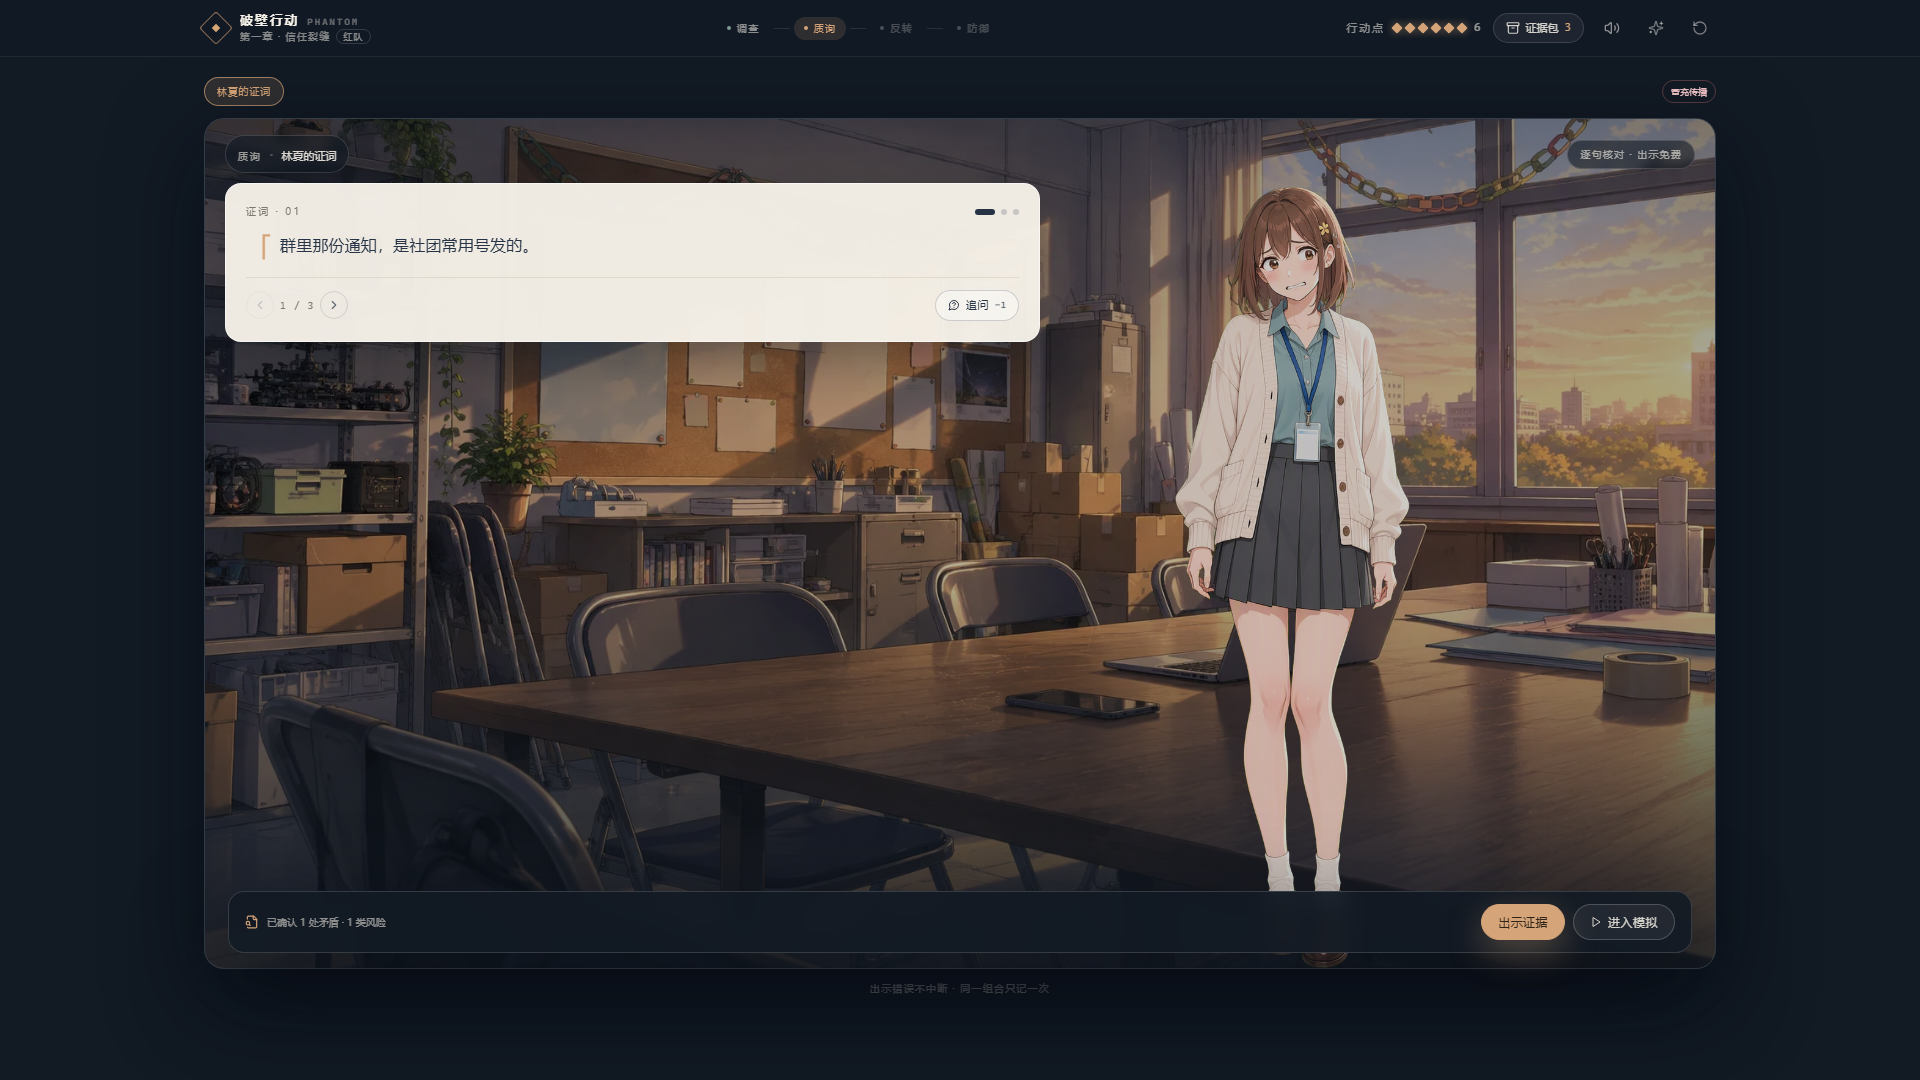 破壁行动 PHANTOM
第一章 · 信任裂缝 红队
调查
质询
反转
防御
行动点 6
证据包 3
林夏的证词
冒充传播
质询 · 林夏的证词
逐句核对 · 出示免费
证词 · 01
群里那份通知，是社团常用号发的。
1 / 3
追问 -1
已确认 1 处矛盾 · 1 类风险
出示证据
进入模拟
出示错误不中断 · 同一组合只记一次